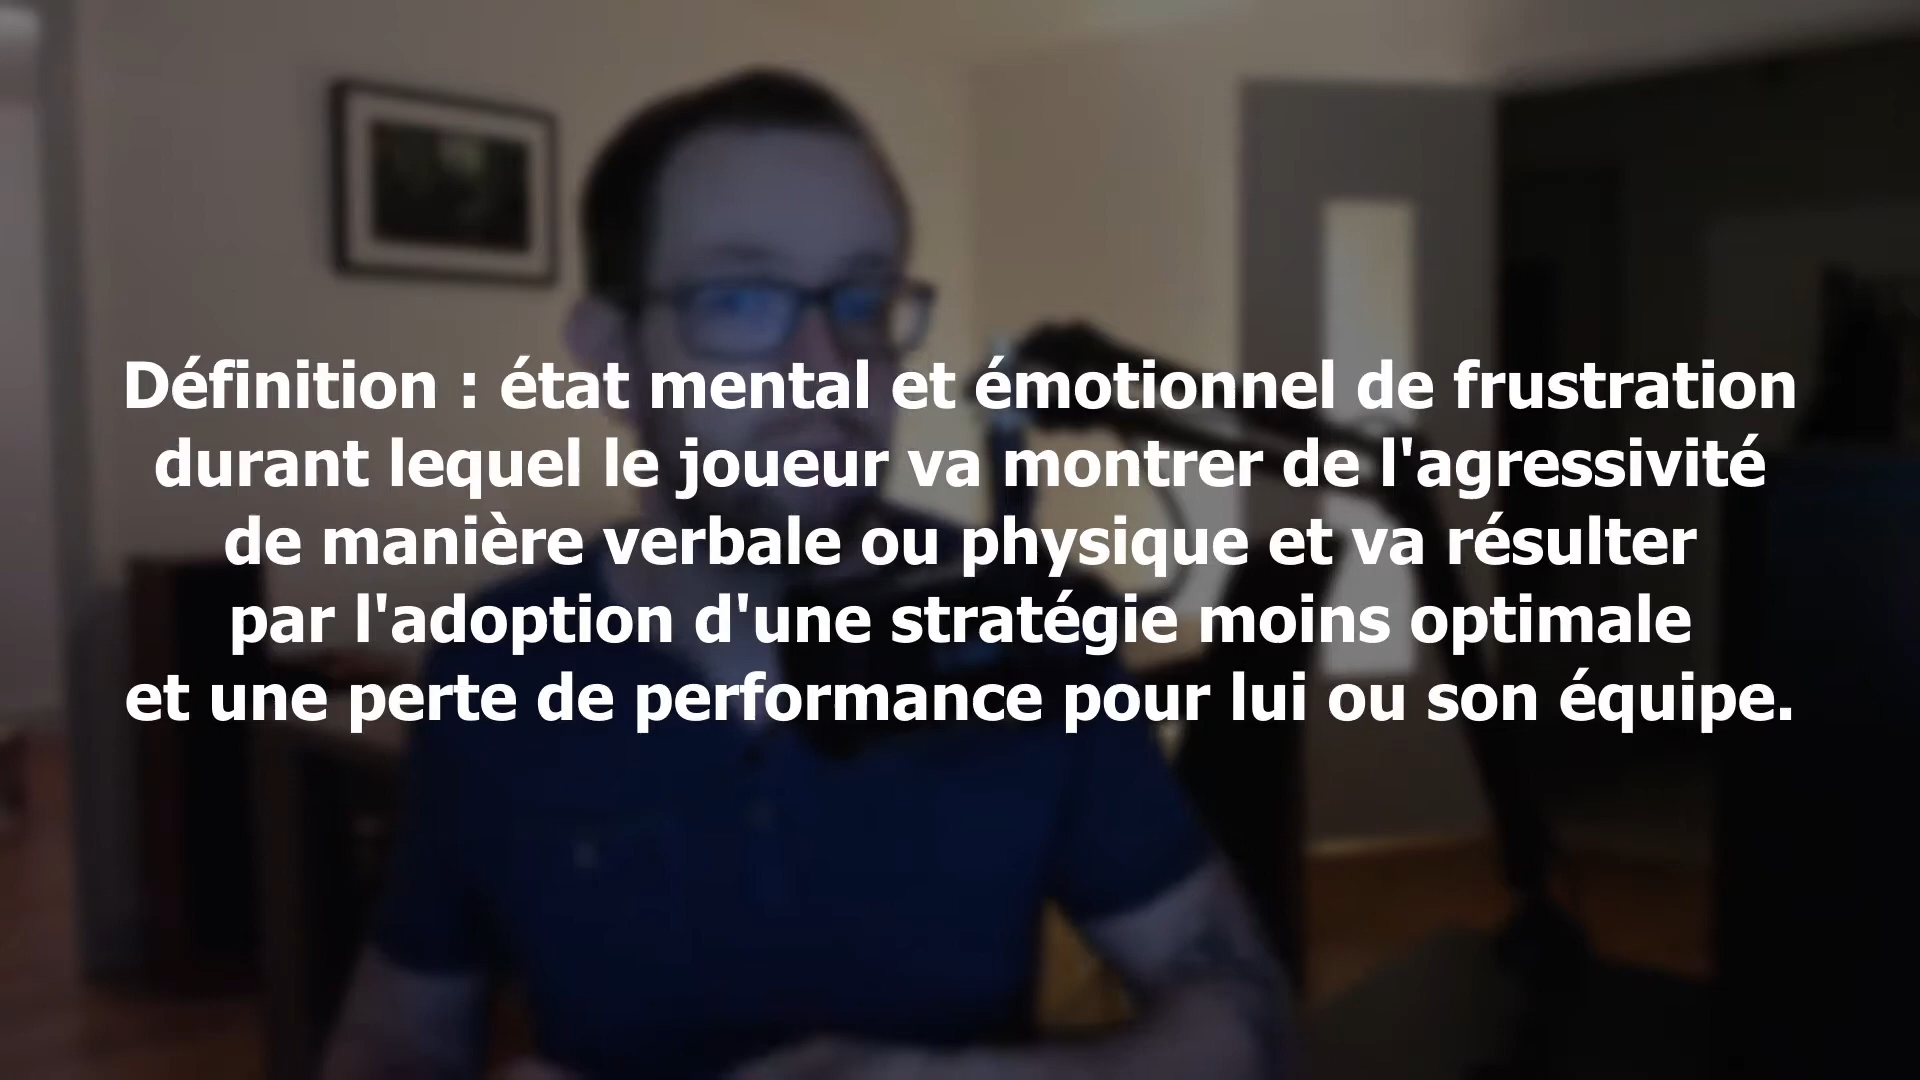 Définition : état mental et émotionnel de frustration
durant lequel le joueur va montrer de l'agressivité
de manière verbale ou physique et va résulter
par l'adoption d'une stratégie moins optimale
et une perte de performance pour lui ou son équipe.